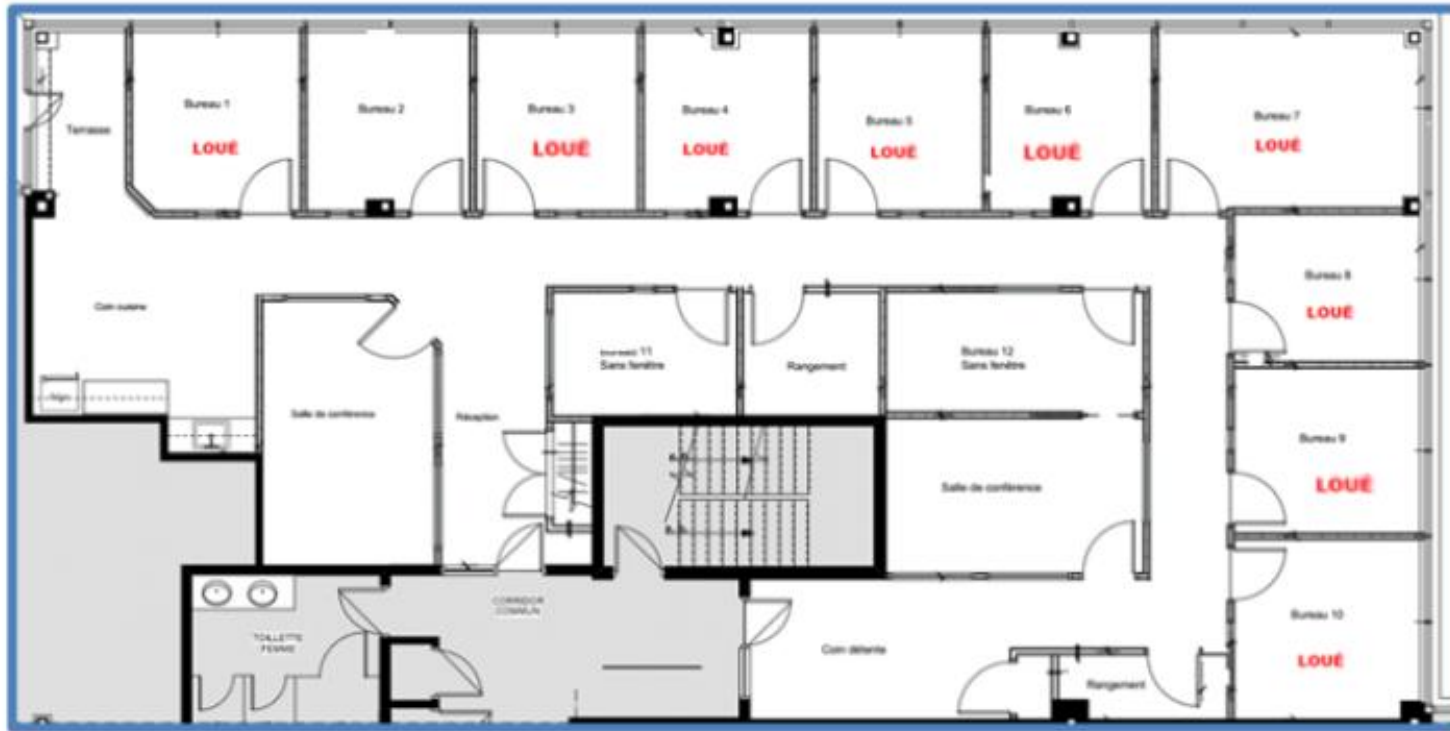 Bureau 1
LOUÉ
Bureau 2
Bureau 3
LOUÉ
Bureau 4
LOUÉ
Bureau 5
LOUÉ
Bureau 6
LOUÉ
Bureau 7
LOUÉ
Terrasse
Bureau 8
LOUÉ
Coin cuisine
11
Sans fenêtre
Rangement
Bureau 12
Sans fenêtre
Salle de conférence
Réception
Bureau 9
LOUÉ
Salle de conférence
CORRIDOR
COMMUN
TOILETTE
FEMME
Bureau 10
LOUÉ
Coin détente
Rangement